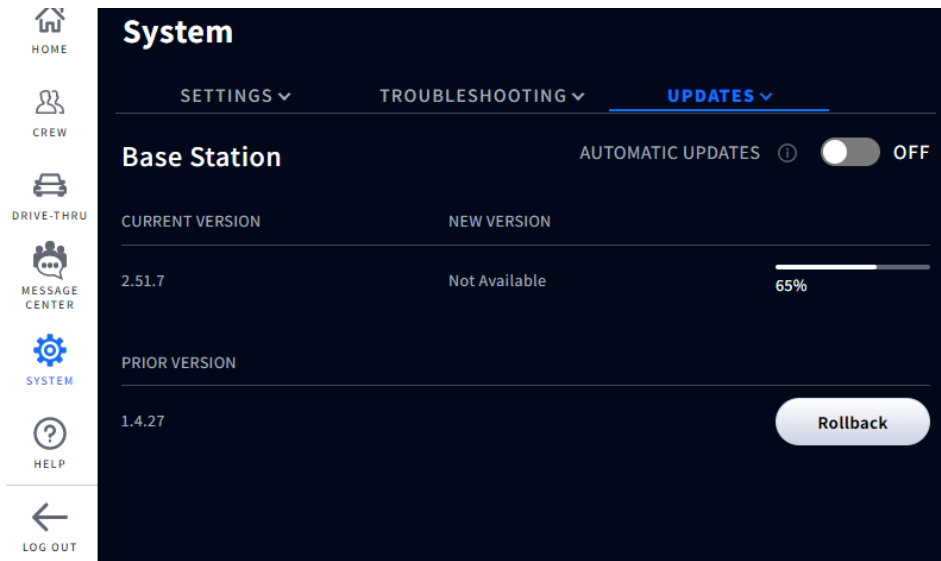 HOME
CREW
DRIVE-THRU
MESSAGE
CENTER
SYSTEM
HELP
LOG OUT
System
SETTINGS
TROUBLESHOOTING
UPDATES
Base Station
AUTOMATIC UPDATES
OFF
CURRENT VERSION
NEW VERSION
2.51.7
Not Available
65%
PRIOR VERSION
1.4.27
Rollback